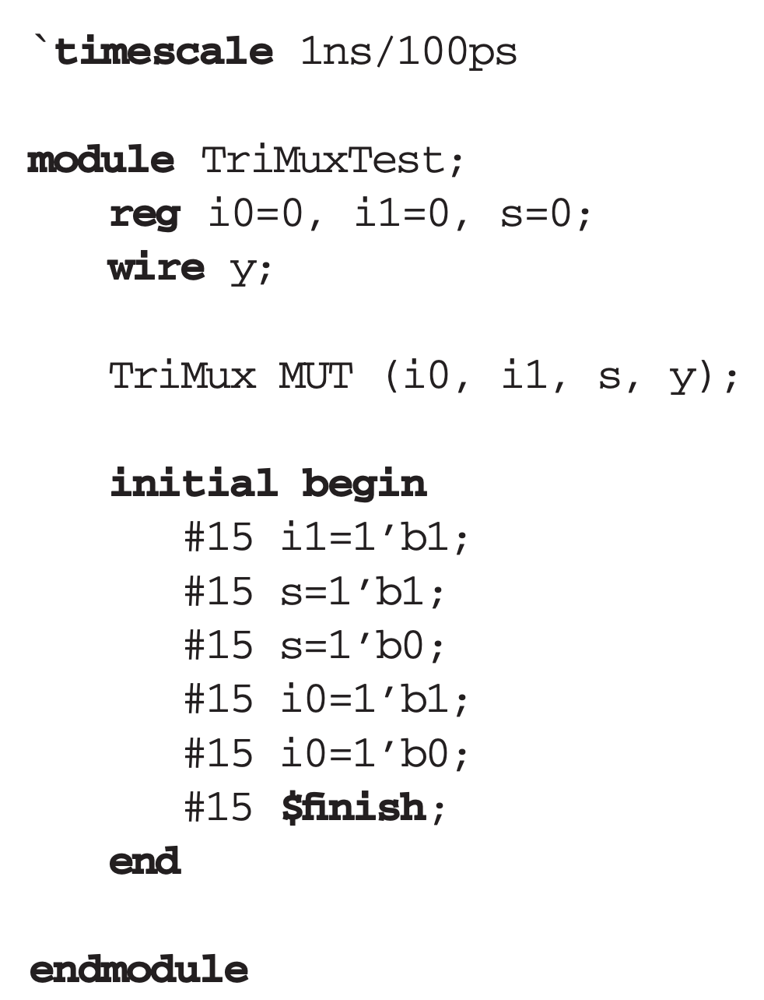 `timescale 1ns/100ps
module TriMuxTest;
reg i0=0, i1=0, s=0;
wire y;
TriMux MUT (i0, i1, s, y);
initial begin
#15 i1=1’b1;
#15 s=1’b1;
#15 s=1’b0;
#15 i0=1’b1;
#15 i0=1’b0;
#15 $finish;
end
endmodule